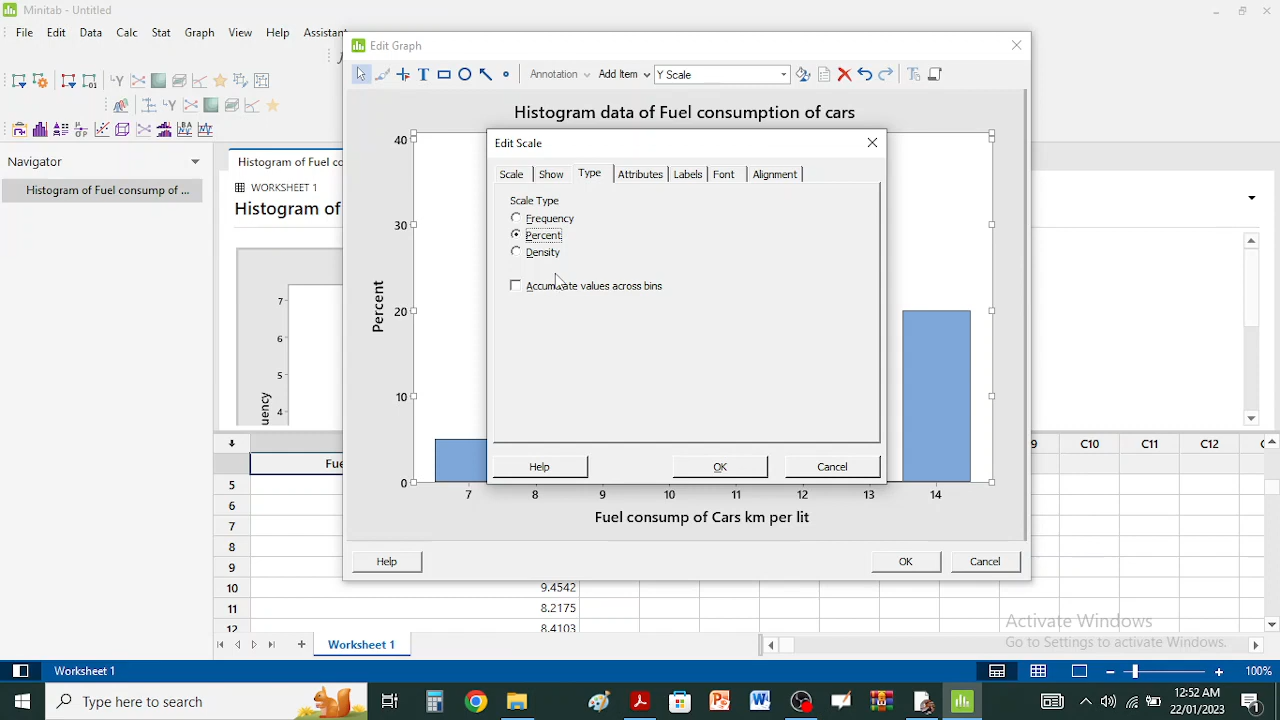 Minitab - Untitled
File Edit Data Calc Stat Graph View Help Assistant
Edit Graph
T Annotation Add Item Y Scale
Navigator
Histogram of Fuel consump of ...
Histogram of Fuel co
WORKSHEET 1
Histogram of
7
6
5
4
uency
Histogram data of Fuel consumption of cars
40
30
20
10
0
Percent
7 8 9 10 11 12 13 14
Fuel consump of Cars km per lit
Help OK Cancel
Edit Scale
Scale Show Type Attributes Labels Font Alignment
Scale Type
Frequency
Percent
Density
Accumulate values across bins
Help OK Cancel
9 C10 C11 C12
Fue
5
6
7
8
9
10 9.4542
11 8.2175
12 8.4103
Worksheet 1
Activate Windows
Go to Settings to activate Windows.
Worksheet 1 100%
Type here to search
12:52 AM
22/01/2023